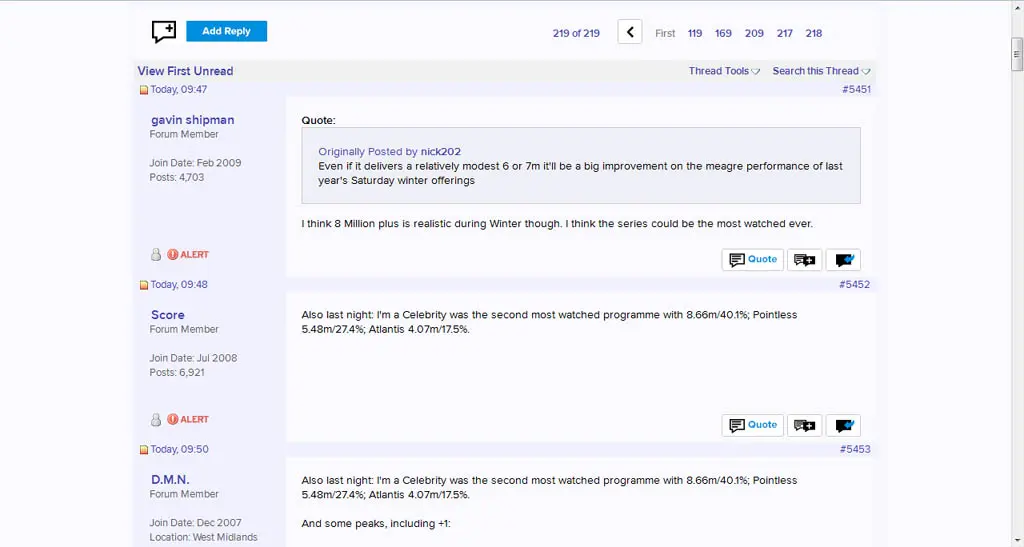 Add Reply
219 of 219 First 119 169 209 217 218
View First Unread Thread Tools Search this Thread
Today, 09:47 #5451
gavin shipman
Forum Member
Join Date: Feb 2009
Posts: 4,703
Quote:
Originally Posted by nick202
Even if it delivers a relatively modest 6 or 7m it'll be a big improvement on the meagre performance of last
year's Saturday winter offerings
I think 8 Million plus is realistic during Winter though. I think the series could be the most watched ever.
ALERT
Quote
Today, 09:48 #5452
Score
Forum Member
Join Date: Jul 2008
Posts: 6,921
Also last night: I'm a Celebrity was the second most watched programme with 8.66m/40.1%; Pointless
5.48m/27.4%; Atlantis 4.07m/17.5%.
ALERT
Quote
Today, 09:50 #5453
D.M.N.
Forum Member
Join Date: Dec 2007
Location: West Midlands
Also last night: I'm a Celebrity was the second most watched programme with 8.66m/40.1%; Pointless
5.48m/27.4%; Atlantis 4.07m/17.5%.
And some peaks, including +1: